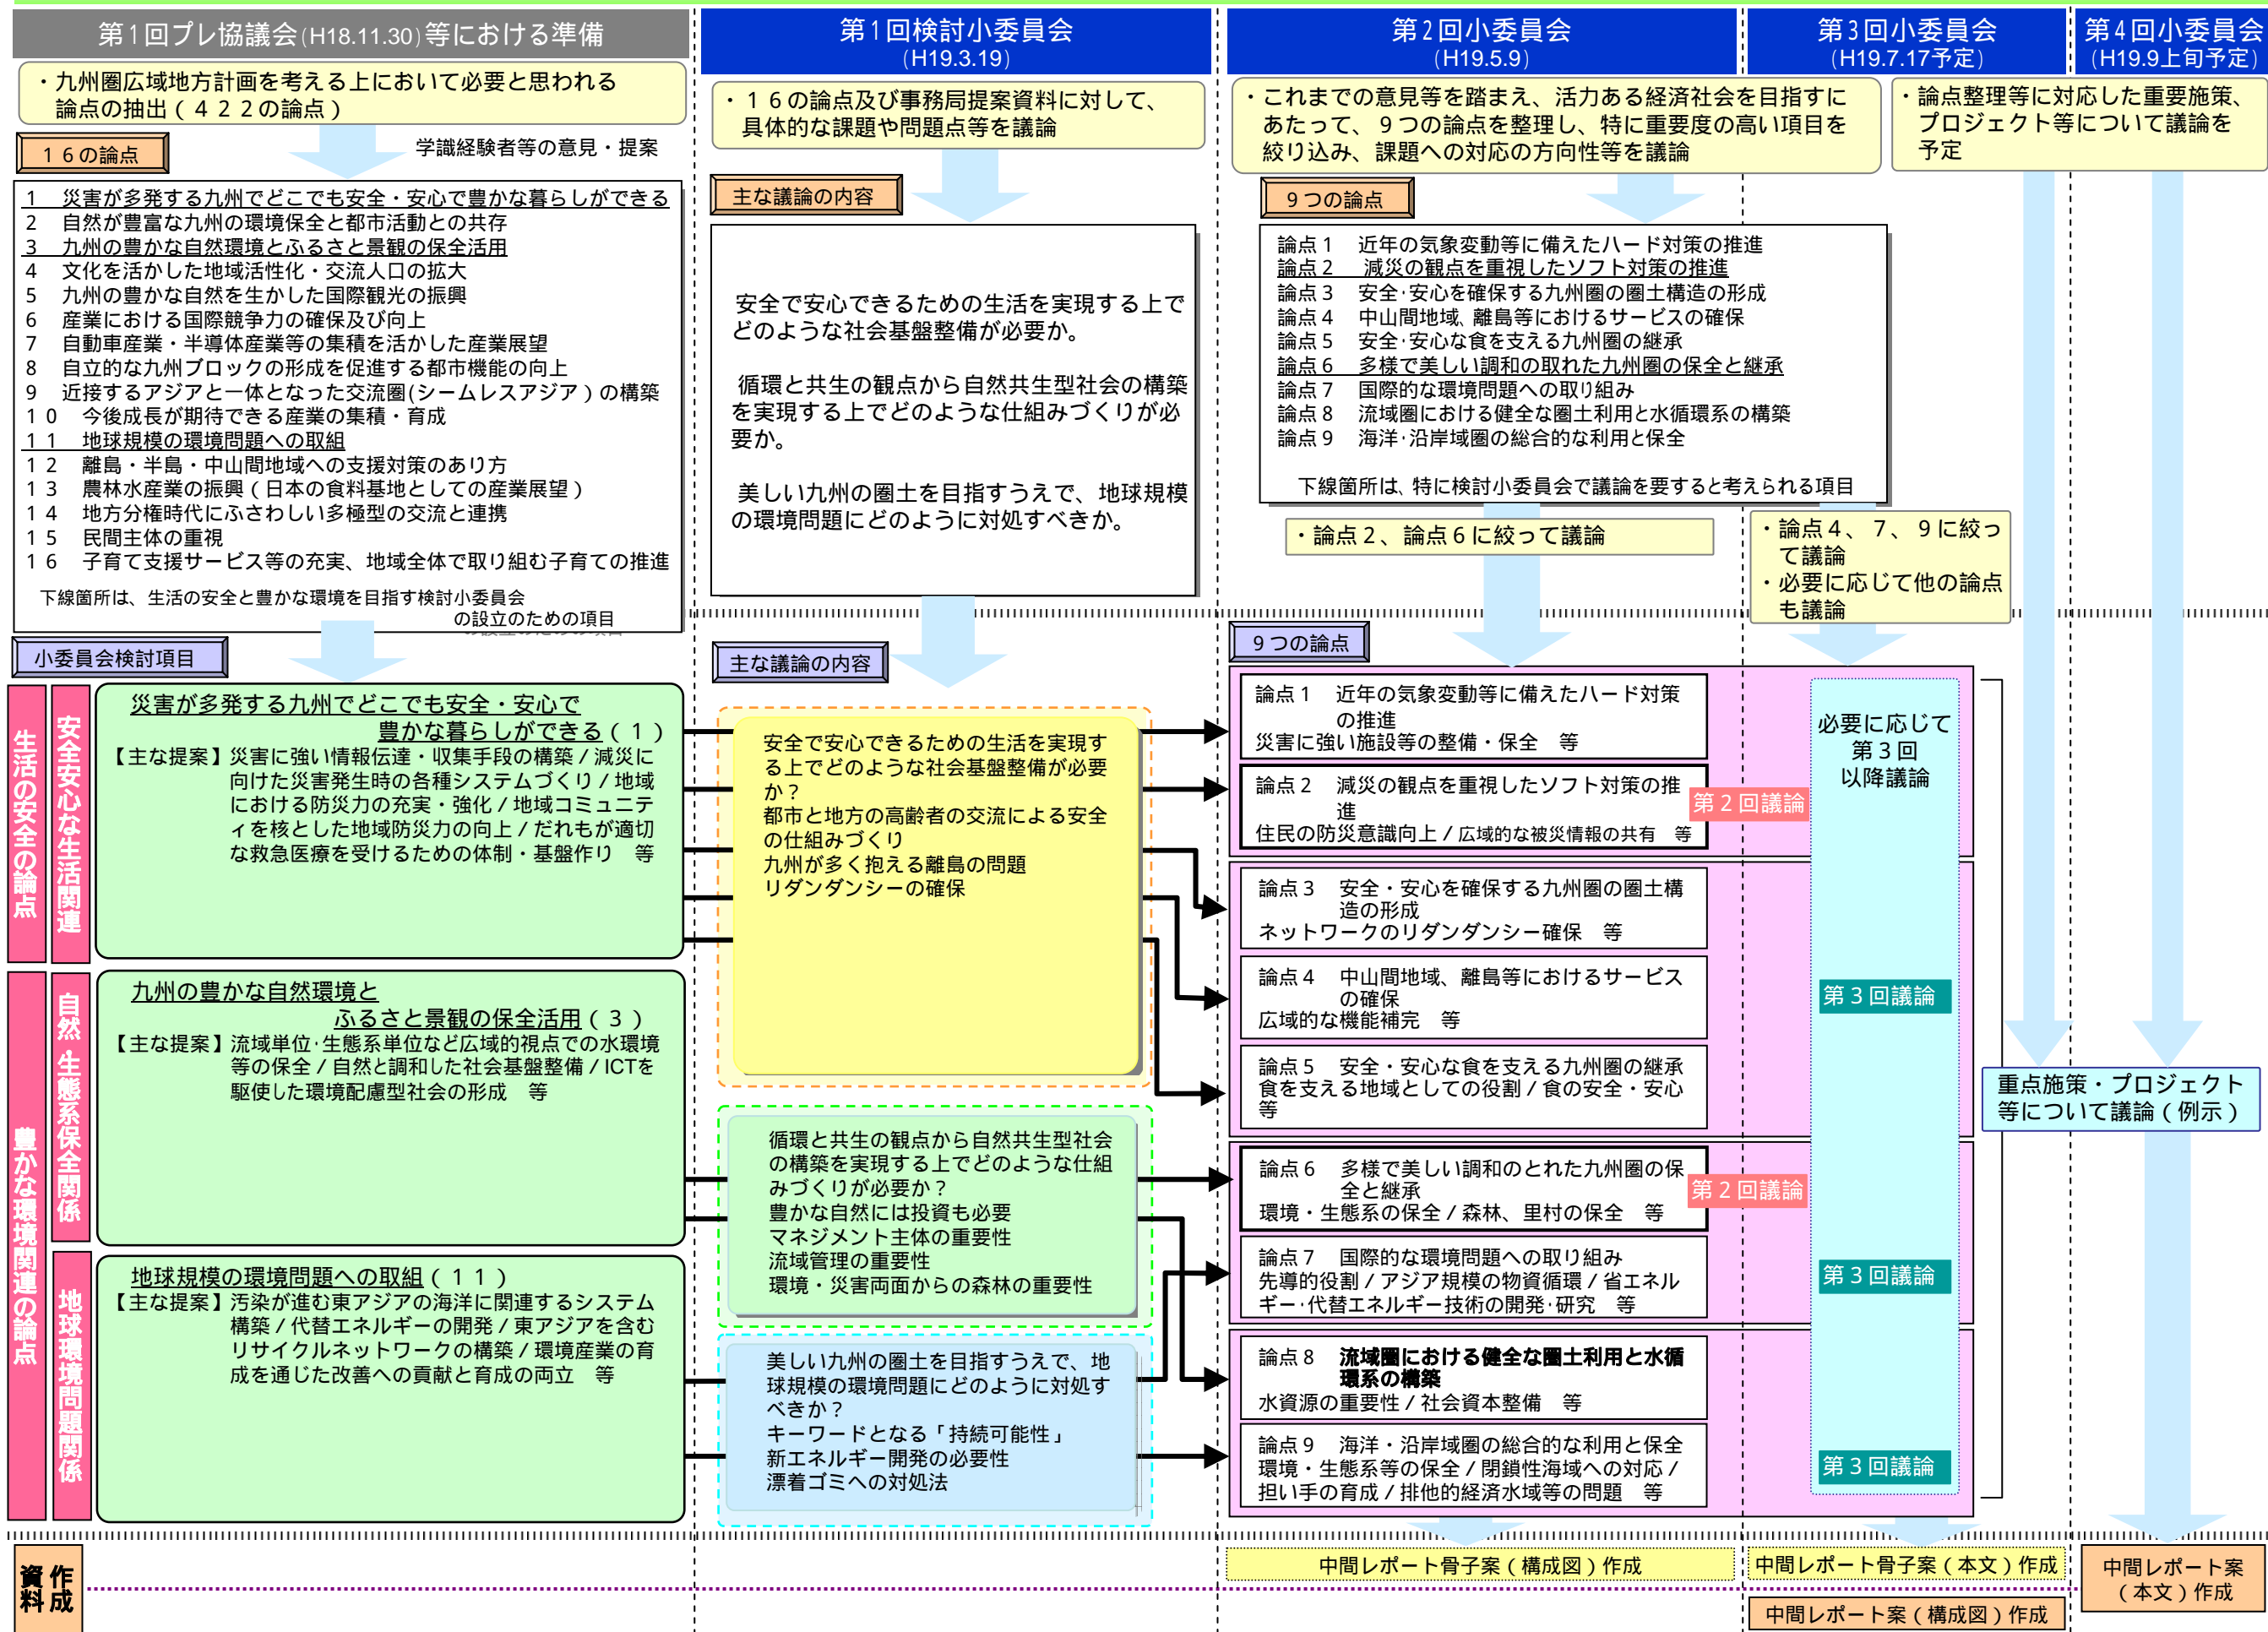 第1回プレ協議会(H18.11.30)等における準備
・九州圏広域地方計画を考える上において必要と思われる
論点の抽出(422の論点)
16の論点
学識経験者等の意見・提案
1 災害が多発する九州でどこでも安全・安心で豊かな暮らしができる
2 自然が豊富な九州の環境保全と都市活動との共存
3 九州の豊かな自然環境とふるさと景観の保全活用
4 文化を活かした地域活性化・交流人口の拡大
5 九州の豊かな自然を生かした国際観光の振興
6 産業における国際競争力の確保及び向上
7 自動車産業・半導体産業等の集積を活かした産業展望
8 自立的な九州ブロックの形成を促進する都市機能の向上
9 近接するアジアと一体となった交流圏(シームレスアジア)の構築
10 今後成長が期待できる産業の集積・育成
11 地球規模の環境問題への取組
12 離島・半島・中山間地域への支援対策のあり方
13 農林水産業の振興(日本の食料基地としての産業展望)
14 地方分権時代にふさわしい多極型の交流と連携
15 民間主体の重視
16 子育て支援サービス等の充実、地域全体で取り組む子育ての推進
下線箇所は、生活の安全と豊かな環境を目指す検討小委員会
の設立のための項目
第1回検討小委員会
(H19.3.19)
・16の論点及び事務局提案資料に対して、
具体的な課題や問題点等を議論
主な議論の内容
安全で安心できるための生活を実現する上で
どのような社会基盤整備が必要か。
循環と共生の観点から自然共生型社会の構築
を実現する上でどのような仕組みづくりが必
要か。
美しい九州の圏土を目指すうえで、地球規模
の環境問題にどのように対処すべきか。
第2回小委員会
(H19.5.9)
・これまでの意見等を踏まえ、活力ある経済社会を目指すに
あたって、9つの論点を整理し、特に重要度の高い項目を
絞り込み、課題への対応の方向性等を議論
9つの論点
論点1 近年の気象変動等に備えたハード対策の推進
論点2 減災の観点を重視したソフト対策の推進
論点3 安全・安心を確保する九州圏の圏土構造の形成
論点4 中山間地域、離島等におけるサービスの確保
論点5 安全・安心な食を支える九州圏の継承
論点6 多様で美しい調和の取れた九州圏の保全と継承
論点7 国際的な環境問題への取り組み
論点8 流域圏における健全な圏土利用と水循環系の構築
論点9 海洋・沿岸域圏の総合的な利用と保全
下線箇所は、特に検討小委員会で議論を要すると考えられる項目
・論点2、論点6に絞って議論
第3回小委員会
(H19.7.17予定)
第4回小委員会
(H19.9上旬予定)
・論点整理等に対応した重要施策、
プロジェクト等について議論を
予定
・論点4、7、9に絞っ
て議論
・必要に応じて他の論点
も議論
小委員会検討項目
生活の安全の論点
安全安心な生活関連
災害が多発する九州でどこでも安全・安心で
豊かな暮らしができる(1)
【主な提案】災害に強い情報伝達・収集手段の構築/減災に
向けた災害発生時の各種システムづくり/地域
における防災力の充実・強化/地域コミュニテ
ィを核とした地域防災力の向上/だれもが適切
な救急医療を受けるための体制・基盤作り 等
豊かな環境関連の論点
自然・生態系保全関係
九州の豊かな自然環境と
ふるさと景観の保全活用(3)
【主な提案】流域単位・生態系単位など広域的視点での水環境
等の保全/自然と調和した社会基盤整備/ICTを
駆使した環境配慮型社会の形成 等
地球環境問題関係
地球規模の環境問題への取組(11)
【主な提案】汚染が進む東アジアの海洋に関連するシステム
構築/代替エネルギーの開発/東アジアを含む
リサイクルネットワークの構築/環境産業の育
成を通じた改善への貢献と育成の両立 等
主な議論の内容
安全で安心できるための生活を実現す
る上でどのような社会基盤整備が必要
か?
都市と地方の高齢者の交流による安全
の仕組みづくり
九州が多く抱える離島の問題
リダンダンシーの確保
循環と共生の観点から自然共生型社会
の構築を実現する上でどのような仕組
みづくりが必要か?
豊かな自然には投資も必要
マネジメント主体の重要性
流域管理の重要性
環境・災害両面からの森林の重要性
美しい九州の圏土を目指すうえで、地
球規模の環境問題にどのように対処す
べきか?
キーワードとなる「持続可能性」
新エネルギー開発の必要性
漂着ゴミへの対処法
9つの論点
論点1 近年の気象変動等に備えたハード対策
の推進
災害に強い施設等の整備・保全 等
論点2 減災の観点を重視したソフト対策の推
進
住民の防災意識向上/広域的な被災情報の共有 等
第2回議論
論点3 安全・安心を確保する九州圏の圏土構
造の形成
ネットワークのリダンダンシー確保 等
論点4 中山間地域、離島等におけるサービス
の確保
広域的な機能補完 等
論点5 安全・安心な食を支える九州圏の継承
食を支える地域としての役割/食の安全・安心
等
論点6 多様で美しい調和のとれた九州圏の保
全と継承
環境・生態系の保全/森林、里村の保全 等
第2回議論
論点7 国際的な環境問題への取り組み
先導的役割/アジア規模の物資循環/省エネル
ギー・代替エネルギー技術の開発・研究 等
論点8 流域圏における健全な圏土利用と水循
環系の構築
水資源の重要性/社会資本整備 等
論点9 海洋・沿岸域圏の総合的な利用と保全
環境・生態系等の保全/閉鎖性海域への対応/
担い手の育成/排他的経済水域等の問題 等
必要に応じて
第3回
以降議論
第3回議論
第3回議論
第3回議論
重点施策・プロジェクト
等について議論(例示)
作成
資料
中間レポート骨子案(構成図)作成
中間レポート骨子案(本文)作成
中間レポート案(構成図)作成
中間レポート案
(本文)作成